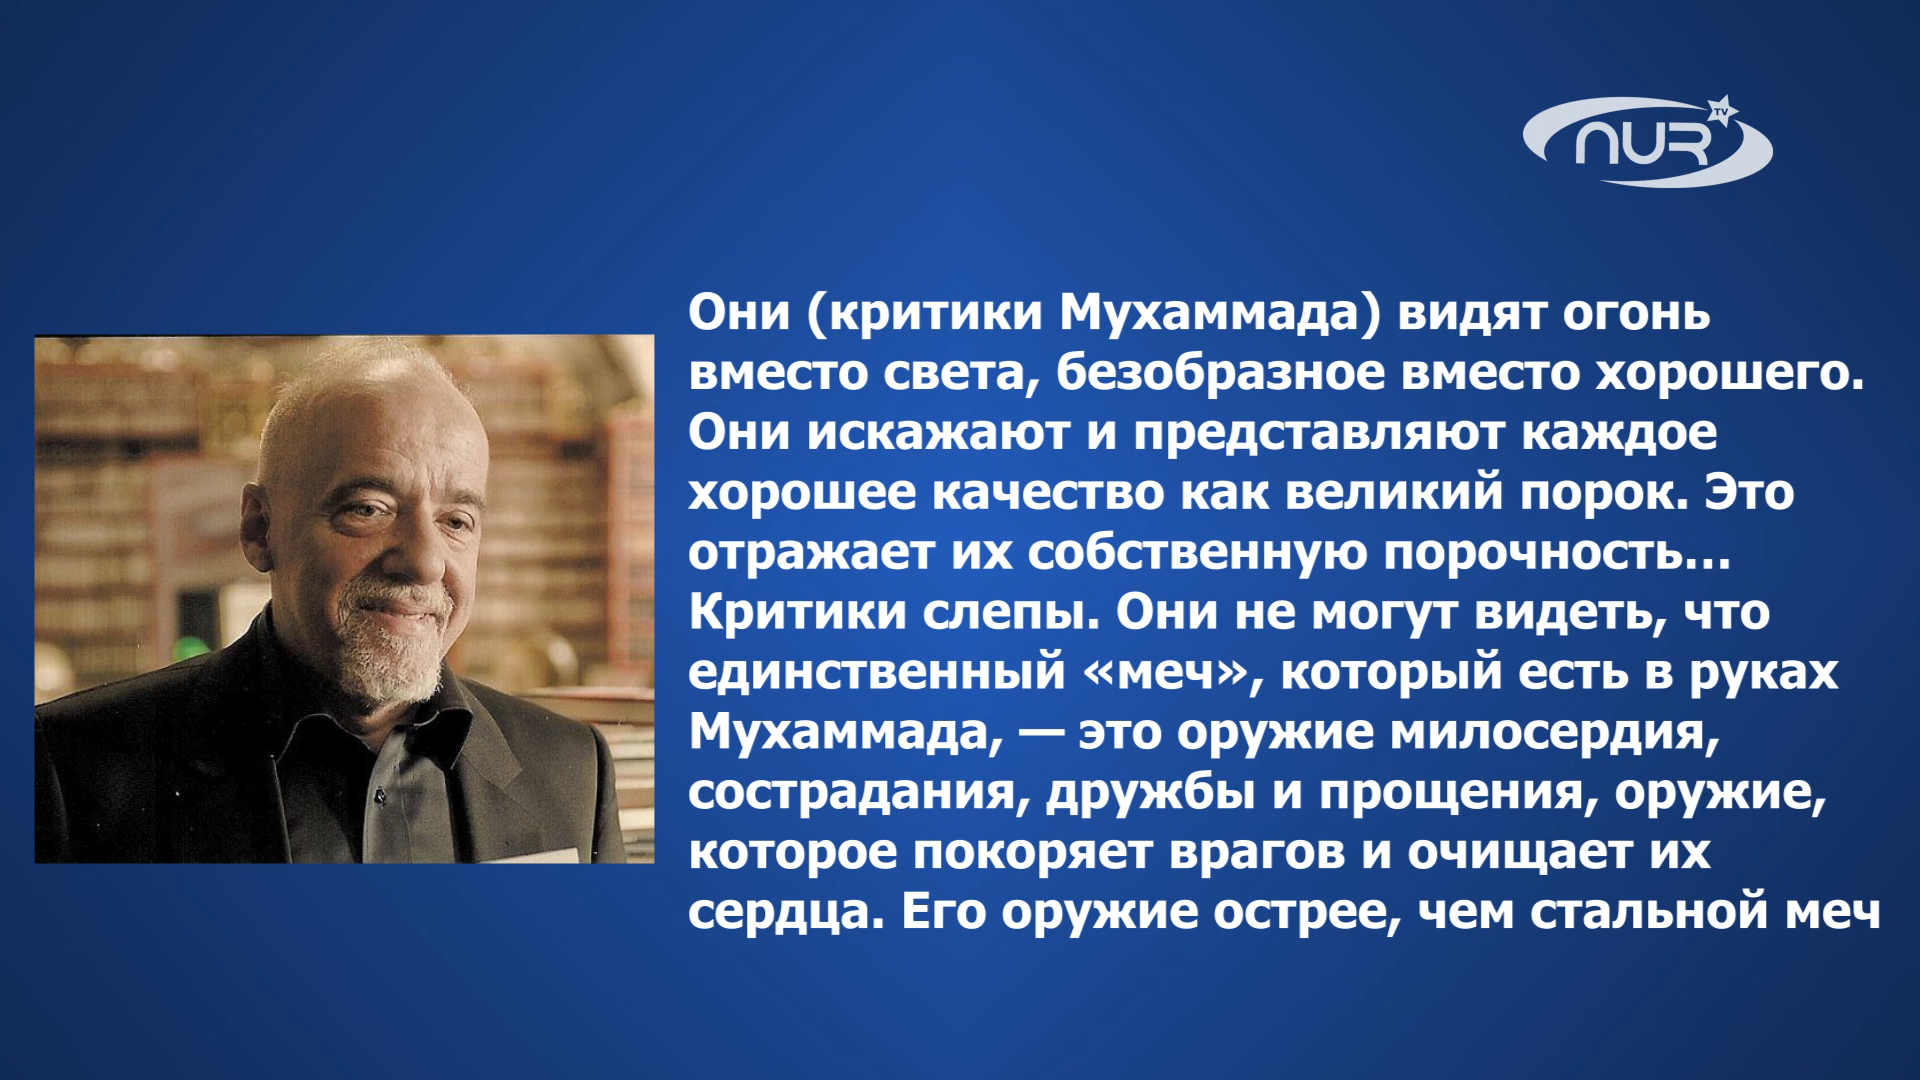 NUR TV
Они (критики Мухаммада) видят огонь
вместо света, безобразное вместо хорошего.
Они искажают и представляют каждое
хорошее качество как великий порок. Это
отражает их собственную порочность...
Критики слепы. Они не могут видеть, что
единственный «меч», который есть в руках
Мухаммада, — это оружие милосердия,
сострадания, дружбы и прощения, оружие,
которое покоряет врагов и очищает их
сердца. Его оружие острее, чем стальной меч